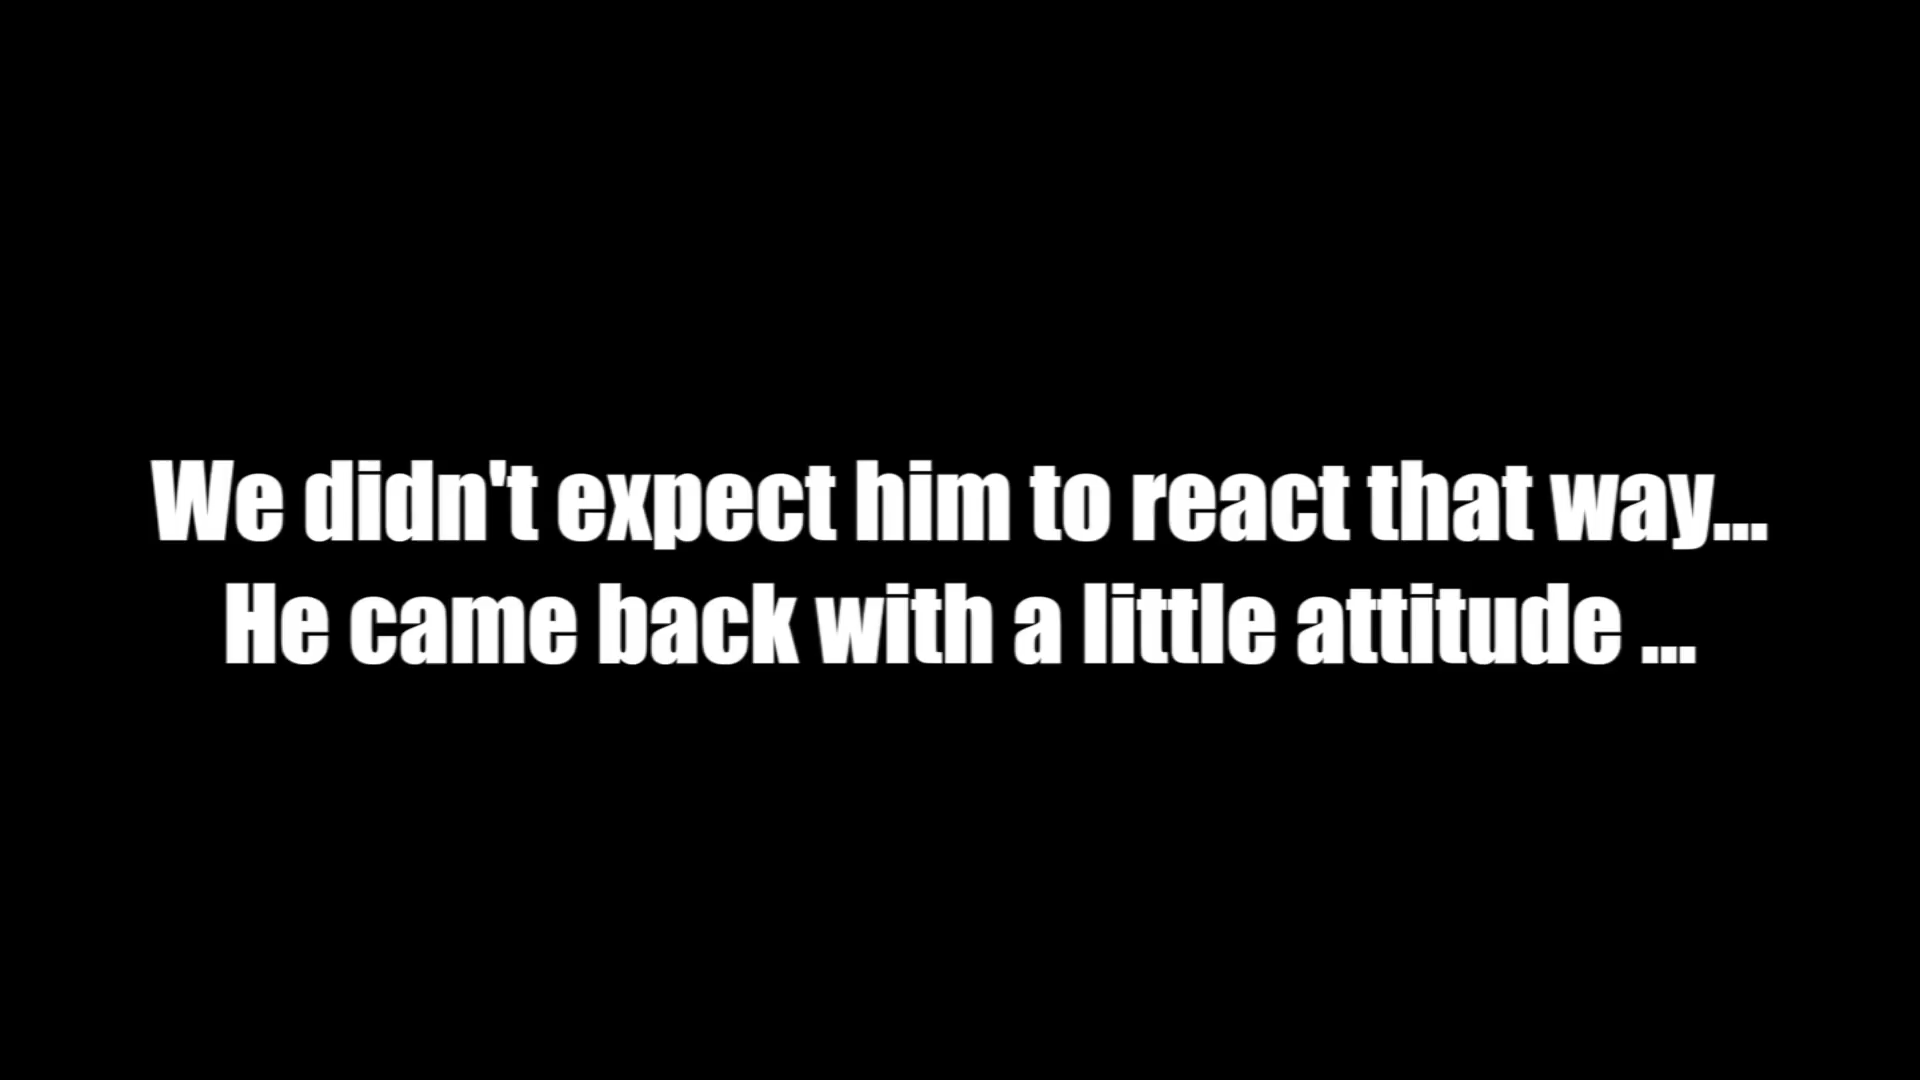 We didn't expect him to react that way...
He came back with a little attitude ...